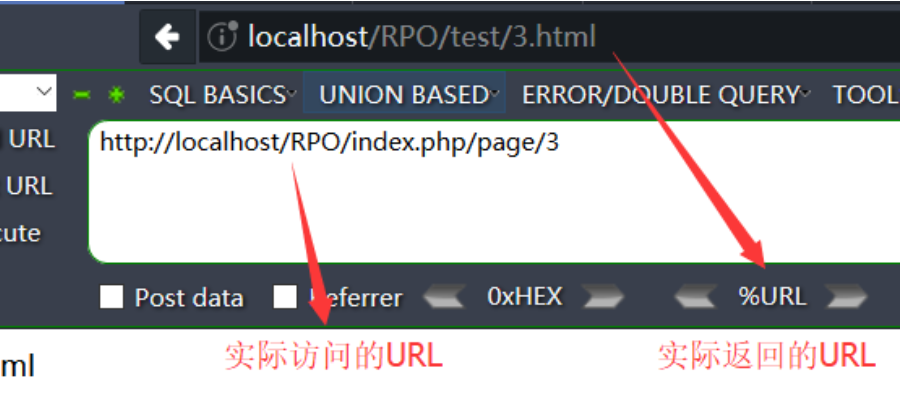 localhost/RPO/test/3.html
SQL BASICS UNION BASED ERROR/DOUBLE QUERY TOOL
URL
http://localhost/RPO/index.php/page/3
URL
cute
Post data Referrer 0xHEX %URL
实际访问的URL 实际返回的URL
ml